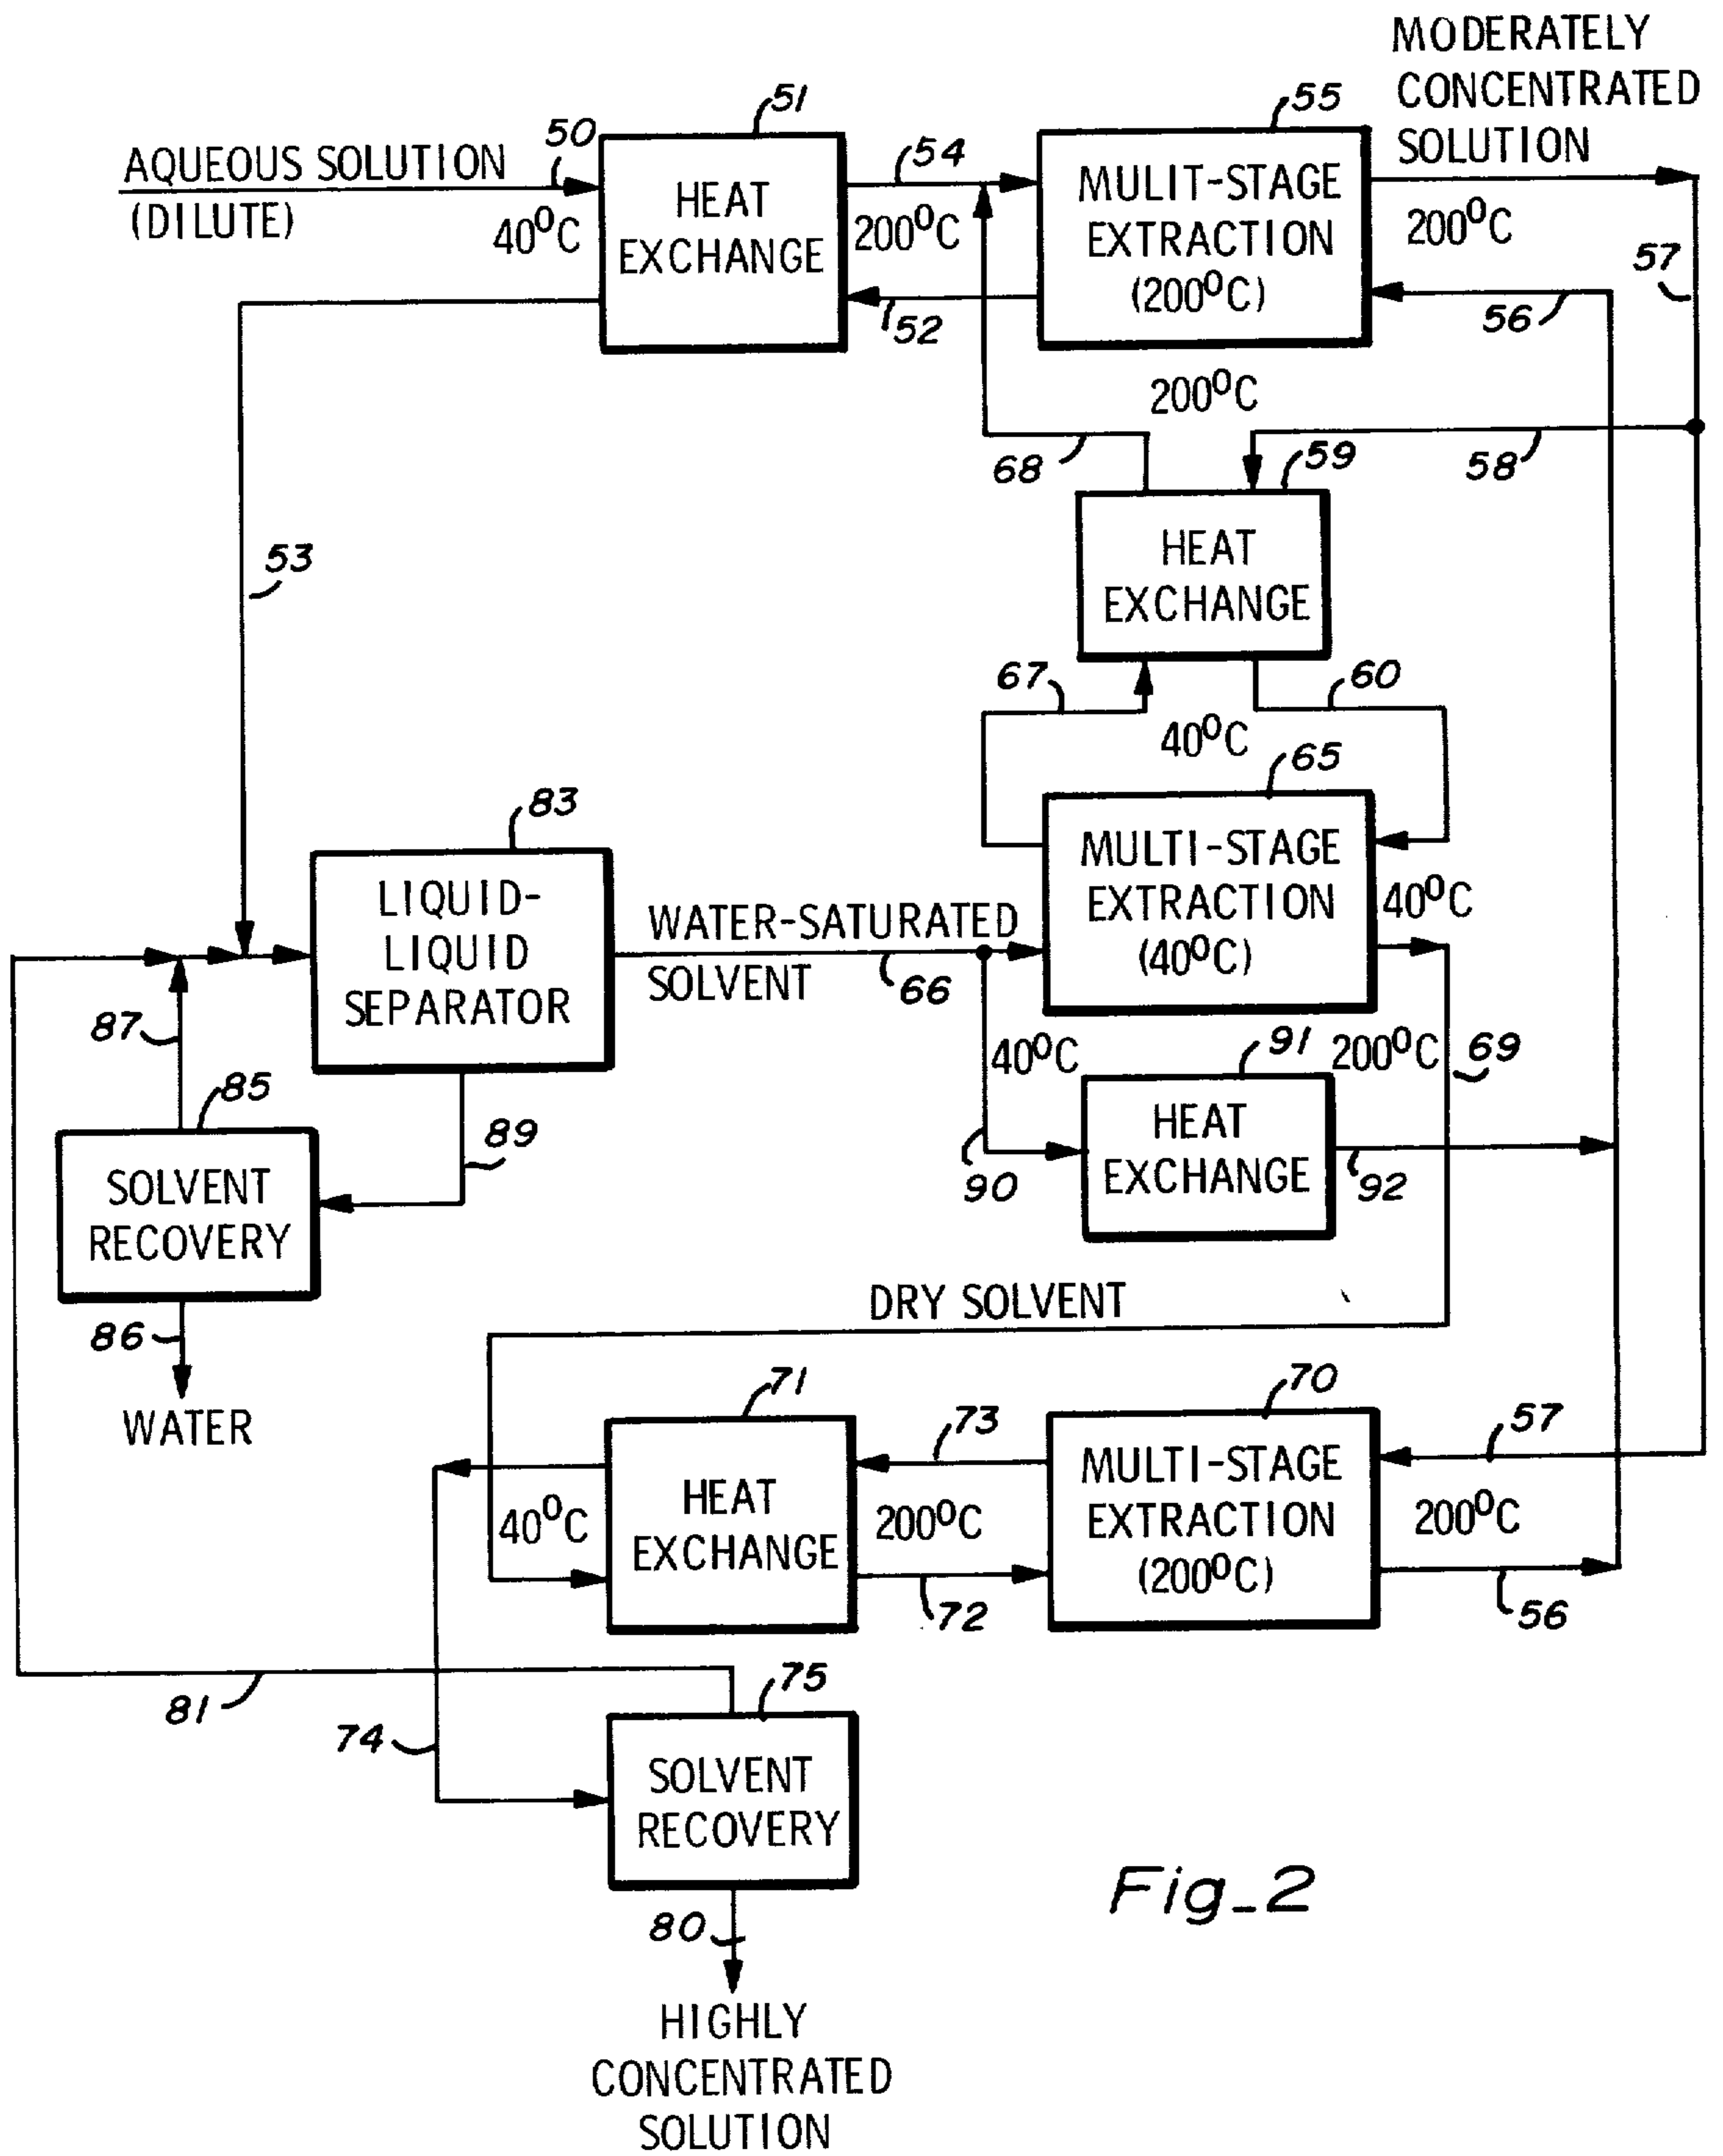 MODERATELY
CONCENTRATED
SOLUTION
51
55
50
54
AQUEOUS SOLUTION
(DILUTE)
40°C
HEAT
EXCHANGE
200°C
MULIT-STAGE
EXTRACTION
(200°C)
200°C
57
52
56
200°C
68
59
58
HEAT
EXCHANGE
53
67
60
40°C
65
83
MULTI-STAGE
EXTRACTION
(40°C)
40°C
LIQUID-
LIQUID
SEPARATOR
WATER-SATURATED
SOLVENT
66
87
40°C
91
200°C
69
85
89
HEAT
EXCHANGE
90
92
SOLVENT
RECOVERY
86
WATER
DRY SOLVENT
71
70
73
57
40°C
HEAT
EXCHANGE
200°C
MULTI-STAGE
EXTRACTION
(200°C)
200°C
72
56
81
75
74
SOLVENT
RECOVERY
80
Fig_2
HIGHLY
CONCENTRATED
SOLUTION